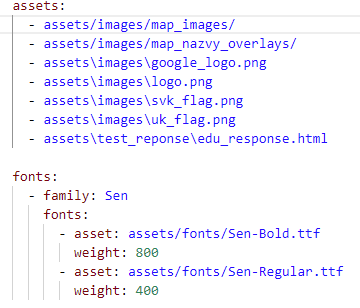 assets:
- assets/images/map_images/
- assets/images/map_nazvy_overlays/
- assets\images\google_logo.png
- assets\images\logo.png
- assets\images\svk_flag.png
- assets\images\uk_flag.png
- assets\test_reponse\edu_response.html
fonts:
- family: Sen
fonts:
- asset: assets/fonts/Sen-Bold.ttf
weight: 800
- asset: assets/fonts/Sen-Regular.ttf
weight: 400